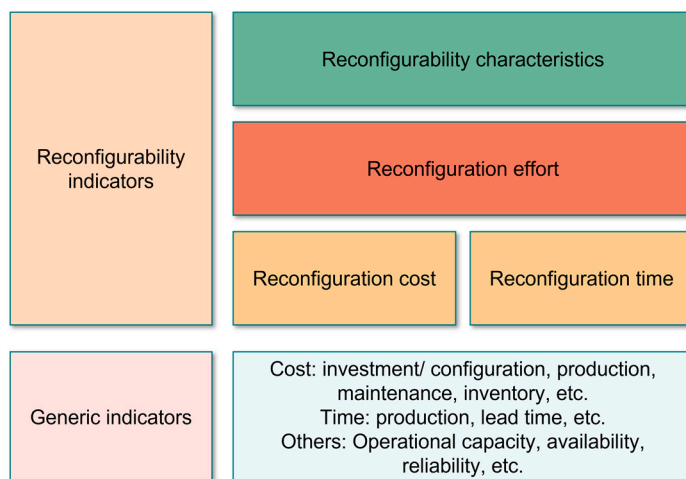 Reconfigurability characteristics
Reconfigurability
indicators
Reconfiguration effort
Reconfiguration cost
Reconfiguration time
Generic indicators
Cost: investment/ configuration, production,
maintenance, inventory, etc.
Time: production, lead time, etc.
Others: Operational capacity, availability,
reliability, etc.